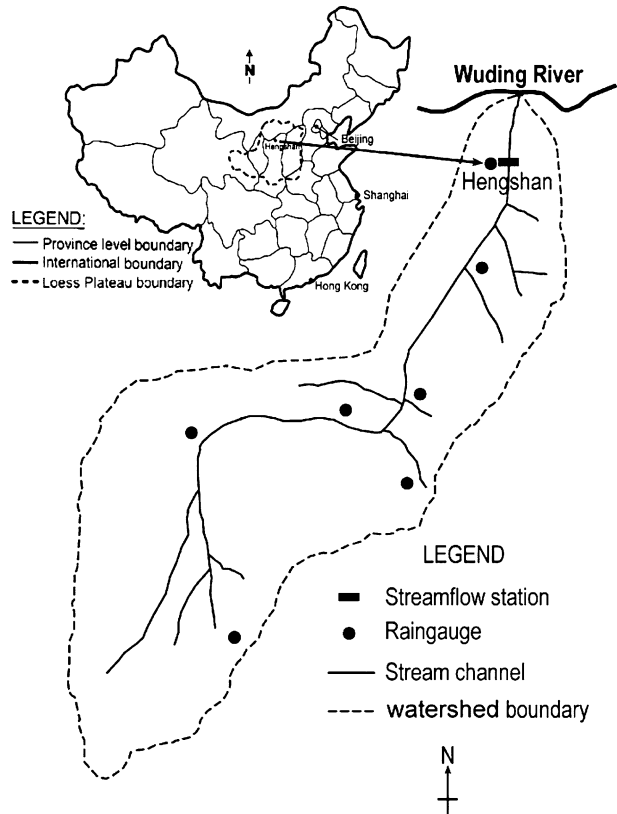 N
Wuding River
Beijing
Hengshan
Hengshan
Shanghai
LEGEND:
Province level boundary
International boundary
Loess Plateau boundary
Hong Kong
LEGEND
Streamflow station
Raingauge
Stream channel
watershed boundary
N